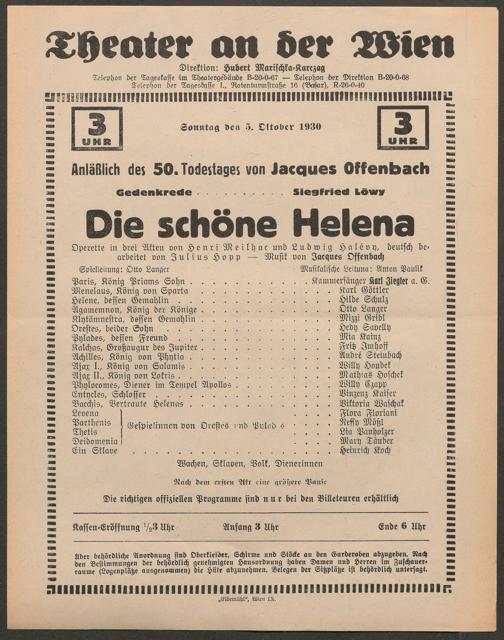 Theater an der Wien
Direktion: Hubert Marischka-Karczag
Telephon der Tageskasse im Theatergebäude B-20-0-67 — Telephon der Direktion B-20-0-68
Telephon der Tageskasse I., Rotenturmstraße 16 (Basar), R-26-0-40
3 UHR
Sonntag den 5. Oktober 1930
3 UHR
Anläßlich des 50. Todestages von Jacques Offenbach
Gedenkrede . . . . . . . . . . Siegfried Löwy
Die schöne Helena
Operette in drei Akten von Henri Meilhac und Ludwig Halévy, deutsch be-
arbeitet von Julius Hopp — Musik von Jacques Offenbach
Spielleitung: Otto Langer Musikalische Leitung: Anton Paulik
Paris, König Priams Sohn . . . . . . . . . Kammersänger Karl Ziegler a. G.
Menelaus, König von Sparta . . . . . . . . . Karl Göttler
Helene, dessen Gemahlin . . . . . . . . . Hilde Schulz
Agamemnon, König der Könige . . . . . . . . . Otto Langer
Klytämnestra, dessen Gemahlin . . . . . . . . . Mizzi Gribl
Orestes, beider Sohn . . . . . . . . . Hedy Savelly
Pylades, dessen Freund . . . . . . . . . Mia Kainz
Kalchas, Großaugur des Jupiter . . . . . . . . . Fritz Imhoff
Achilles, König von Phytia . . . . . . . . . André Steinbach
Ajax I., König von Salamis . . . . . . . . . Willy Houdek
Ajax II., König von Lokris . . . . . . . . . Mathias Hoschek
Phylocomes, Diener im Tempel Apollos . . . . . . . . . Willy Czapp
Eutycles, Schlosser . . . . . . . . . Vinzenz Kaiser
Bacchis, Vertraute Helenas . . . . . . . . . Viktoria Waschak
Levena Flora Floriani
Parthenis Gespielinnen von Orestes und Pylades . . . . . Neffy Mößl
Thetis Lia Panholzer
Deidomenia Mary Täuber
Ein Sklave . . . . . . . . . Heinrich Koch
Wachen, Sklaven, Volk, Dienerinnen
Nach dem ersten Akt eine größere Pause
Die richtigen offiziellen Programme sind nur bei den Billeteuren erhältlich
Kassen-Eröffnung ½3 Uhr Anfang 3 Uhr Ende 6 Uhr
Über behördliche Anordnung sind Oberkleider, Schirme und Stöcke an den Garderoben abzugeben. Nach
den Bestimmungen der behördlich genehmigten Hausordnung haben Damen und Herren im Zuschauer-
raume (Logenplätze ausgenommen) die Hüte abzunehmen. Belegen der Sitzplätze ist behördlich untersagt.
„Elbemühl“, Wien IX.